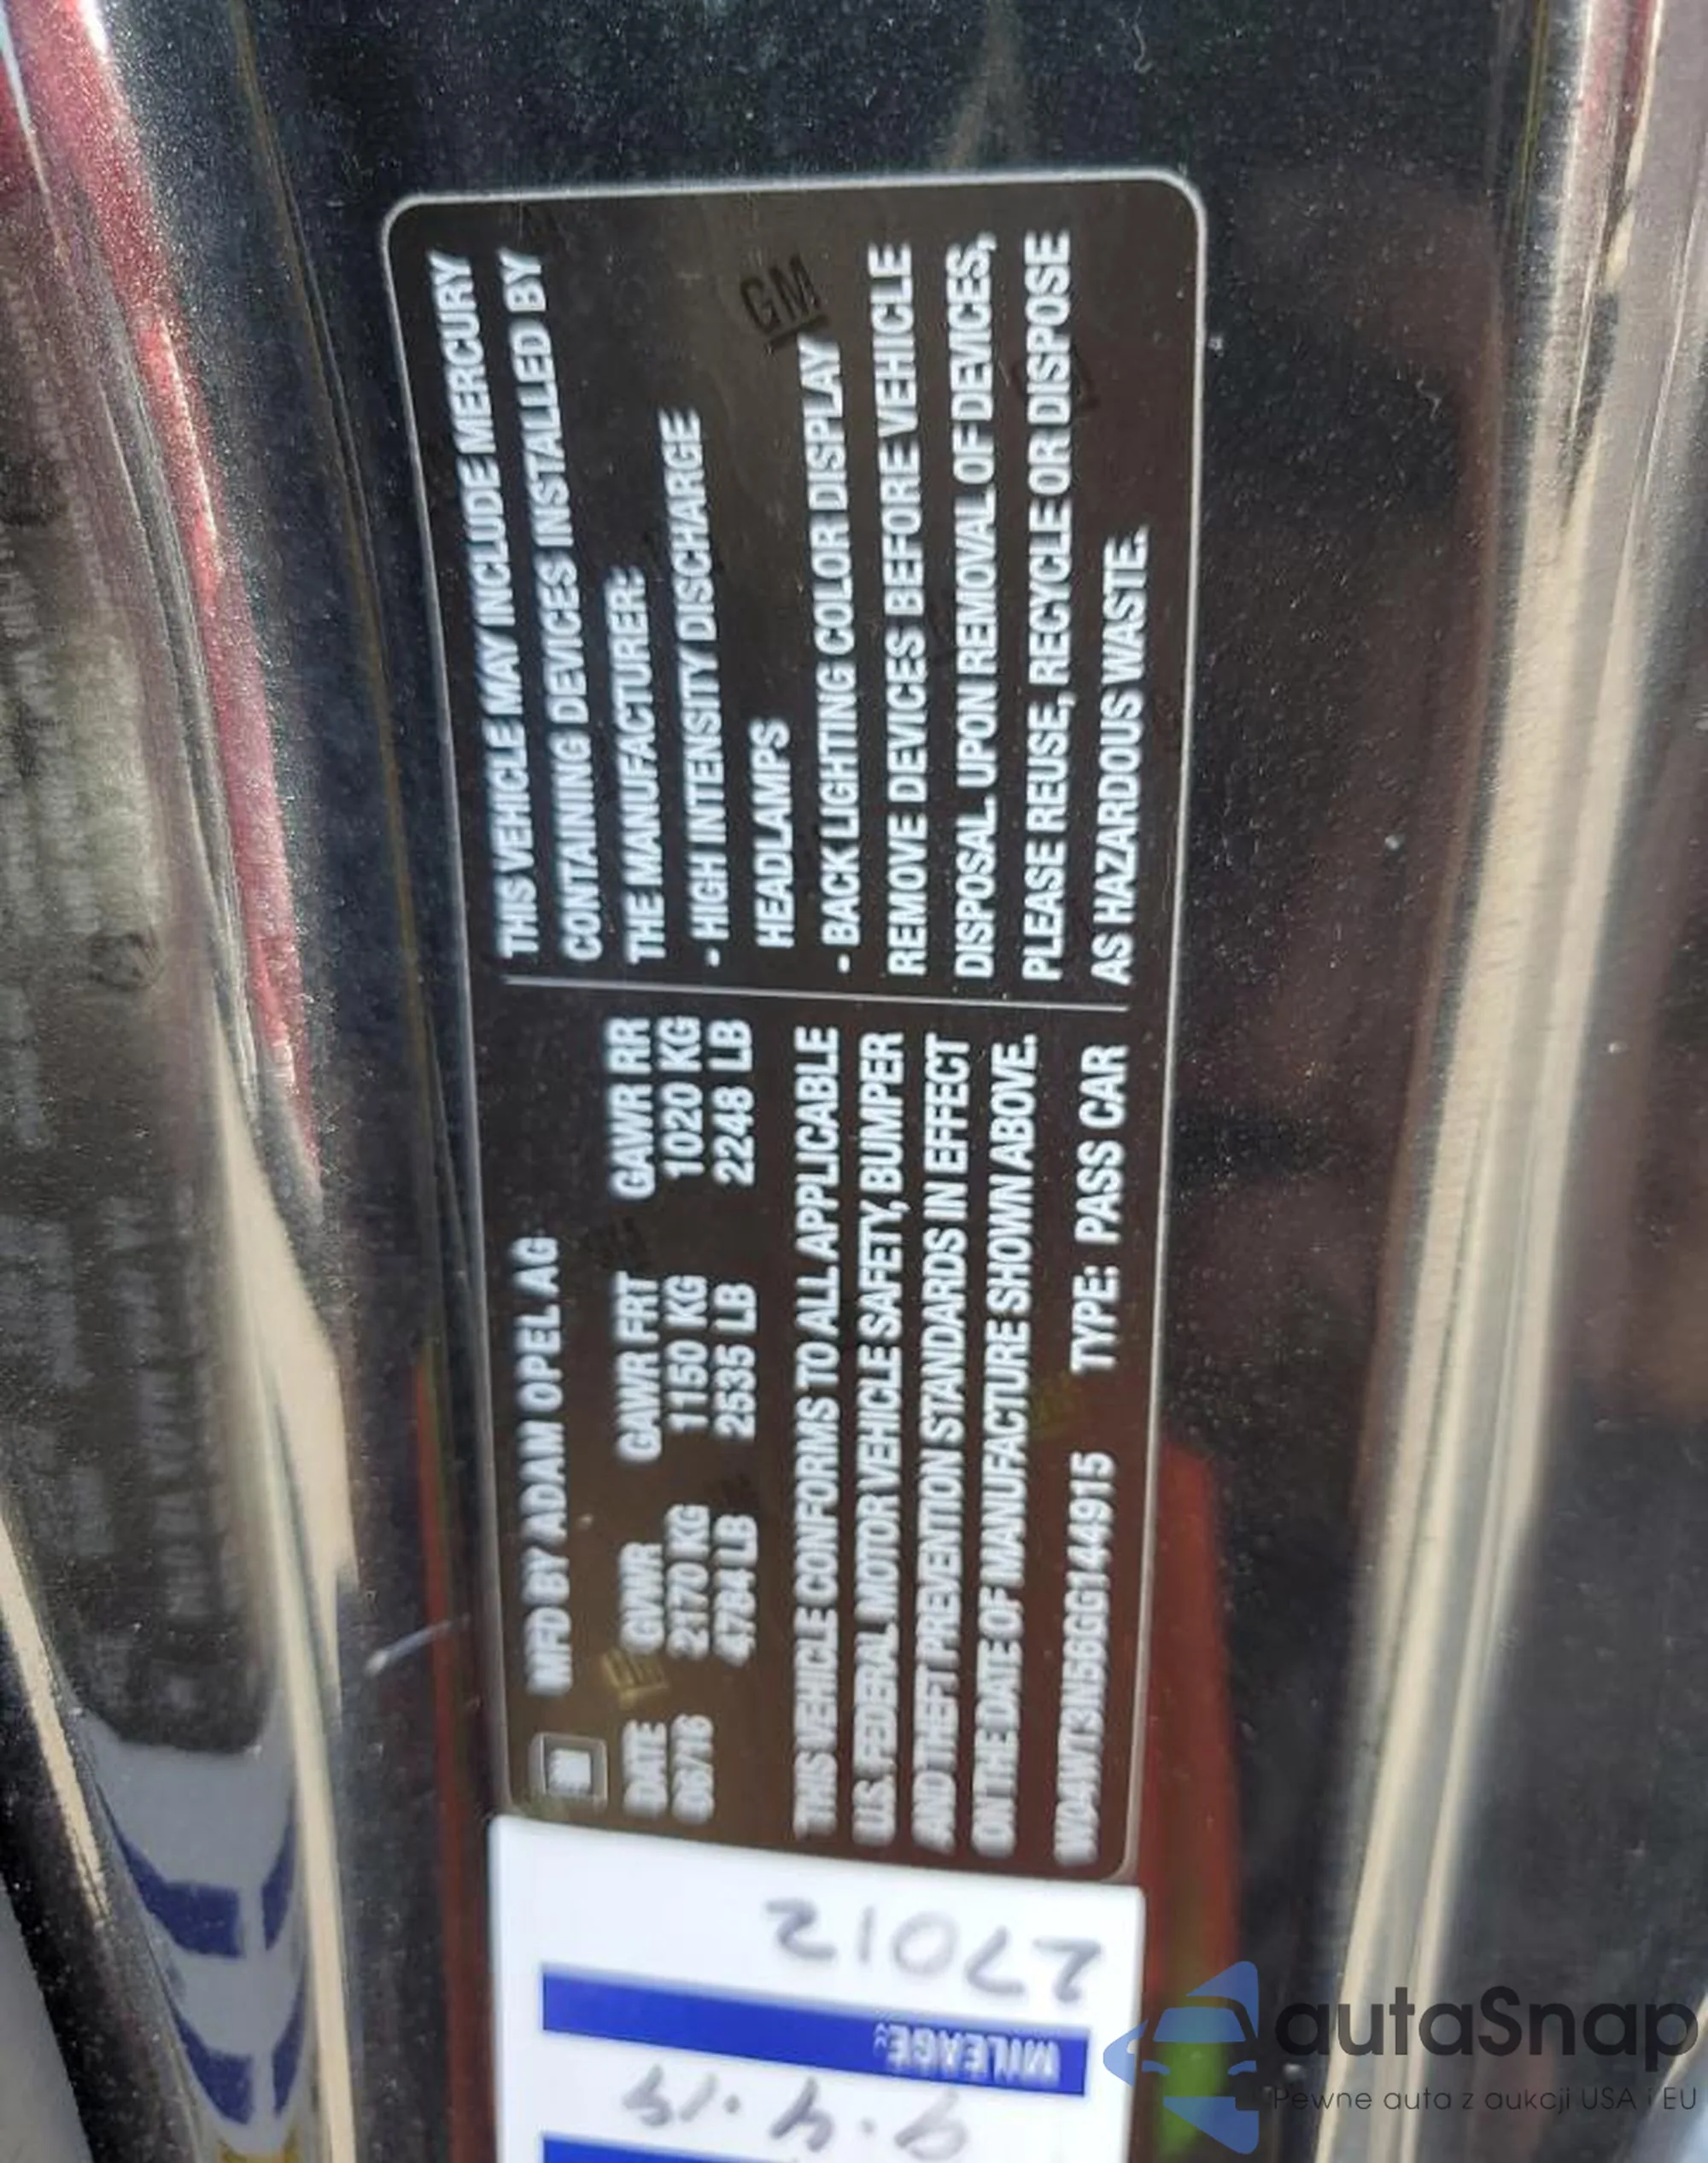 MFD BY ADAM OPEL AG
DATE GVWR GAWR FRT GAWR RR
06/16 2170 KG 1150 KG 1020 KG
4784 LB 2535 LB 2248 LB
THIS VEHICLE CONFORMS TO ALL APPLICABLE
U.S. FEDERAL MOTOR VEHICLE SAFETY, BUMPER
AND THEFT PREVENTION STANDARDS IN EFFECT
ON THE DATE OF MANUFACTURE SHOWN ABOVE.
W04WT3N56GG144915 TYPE: PASS CAR
THIS VEHICLE MAY INCLUDE MERCURY
CONTAINING DEVICES INSTALLED BY
THE MANUFACTURER:
- HIGH INTENSITY DISCHARGE
HEADLAMPS
- BACK LIGHTING COLOR DISPLAY
REMOVE DEVICES BEFORE VEHICLE
DISPOSAL. UPON REMOVAL OF DEVICES,
PLEASE REUSE, RECYCLE OR DISPOSE
AS HAZARDOUS WASTE.
GM
27012
MILEAGE:
9.4.19
autaSnap
Pewne auta z aukcji USA i EU